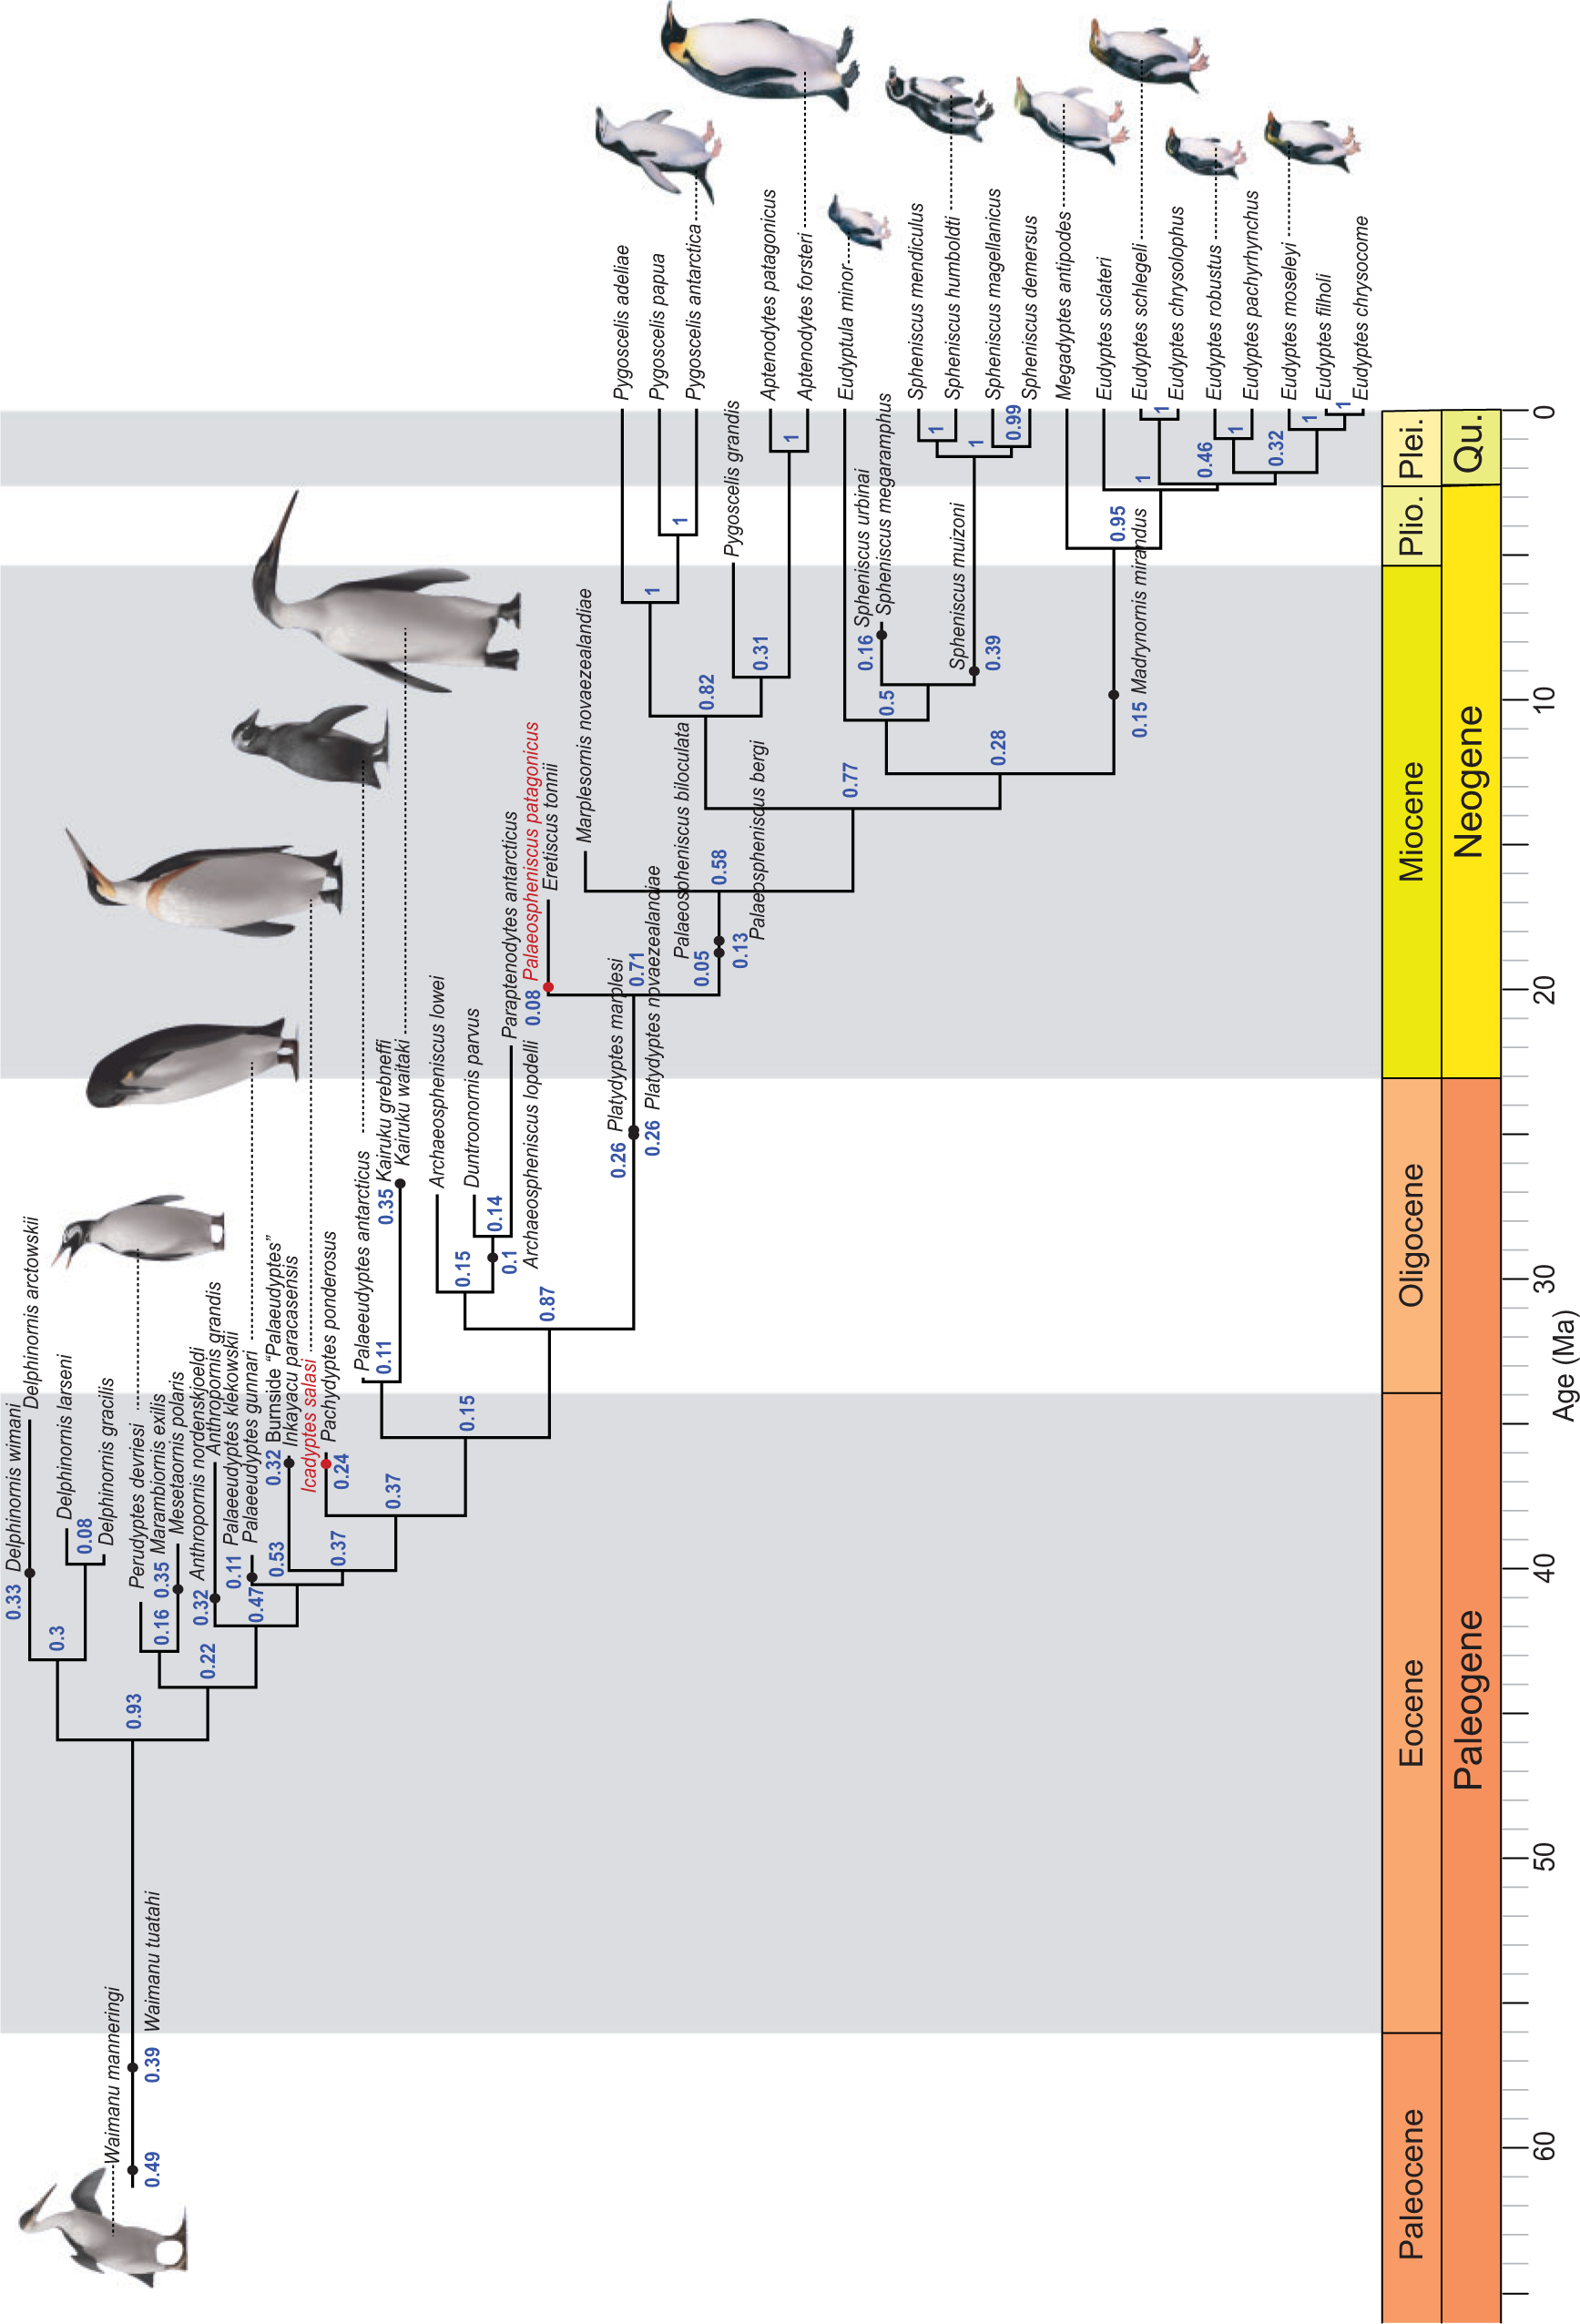 Waimanu manneringi
0.49
0.39
Waimanu tuatahi
0.93
0.33
Delphinornis wimani
Delphinornis arctowskii
0.3
Delphinornis larseni
0.08
Delphinornis gracilis
0.22
Perudyptes devriesi
0.16
0.35
Marambiornis exilis
Mesetaornis polaris
0.32
Anthropornis nordenskjoeldi
Anthropornis grandis
0.47
0.11
Palaeeudyptes klekowskii
Palaeeudyptes gunnari
0.53
0.32
Burnside “Palaeudyptes”
Inkayacu paracasensis
0.37
Icadyptes salasi
0.24
Pachydyptes ponderosus
0.37
0.15
Palaeeudyptes antarcticus
0.11
0.35
Kairuku grebneffi
Kairuku waitaki
0.87
Archaeospheniscus lowei
0.15
Duntroonornis parvus
0.14
0.1
Paraptenodytes antarcticus
Archaeospheniscus lopdelli
0.08
Palaeospheniscus patagonicus
Eretiscus tonnii
0.26
Platydyptes marplesi
0.71
0.26
Platydyptes novaezealandiae
Marplesornis novaezealandiae
0.05
Palaeospheniscus biloculata
0.58
0.13
Palaeospheniscus bergi
0.77
Pygoscelis adeliae
1
Pygoscelis papua
1
Pygoscelis antarctica
0.82
Pygoscelis grandis
0.31
Aptenodytes patagonicus
1
Aptenodytes forsteri
0.28
Eudyptula minor
0.5
0.16
Spheniscus urbinai
Spheniscus megaramphus
Spheniscus muizoni
0.39
Spheniscus mendiculus
1
Spheniscus humboldti
1
Spheniscus magellanicus
0.99
Spheniscus demersus
Megadyptes antipodes
0.95
0.15
Madrynornis mirandus
Eudyptes sclateri
1
Eudyptes schlegeli
1
Eudyptes chrysolophus
0.46
Eudyptes robustus
1
Eudyptes pachyrhynchus
0.32
Eudyptes moseleyi
1
Eudyptes filholi
1
Eudyptes chrysocome
Paleocene
Eocene
Oligocene
Miocene
Plio.
Plei.
Paleogene
Neogene
Qu.
60
50
40
30
20
10
0
Age (Ma)